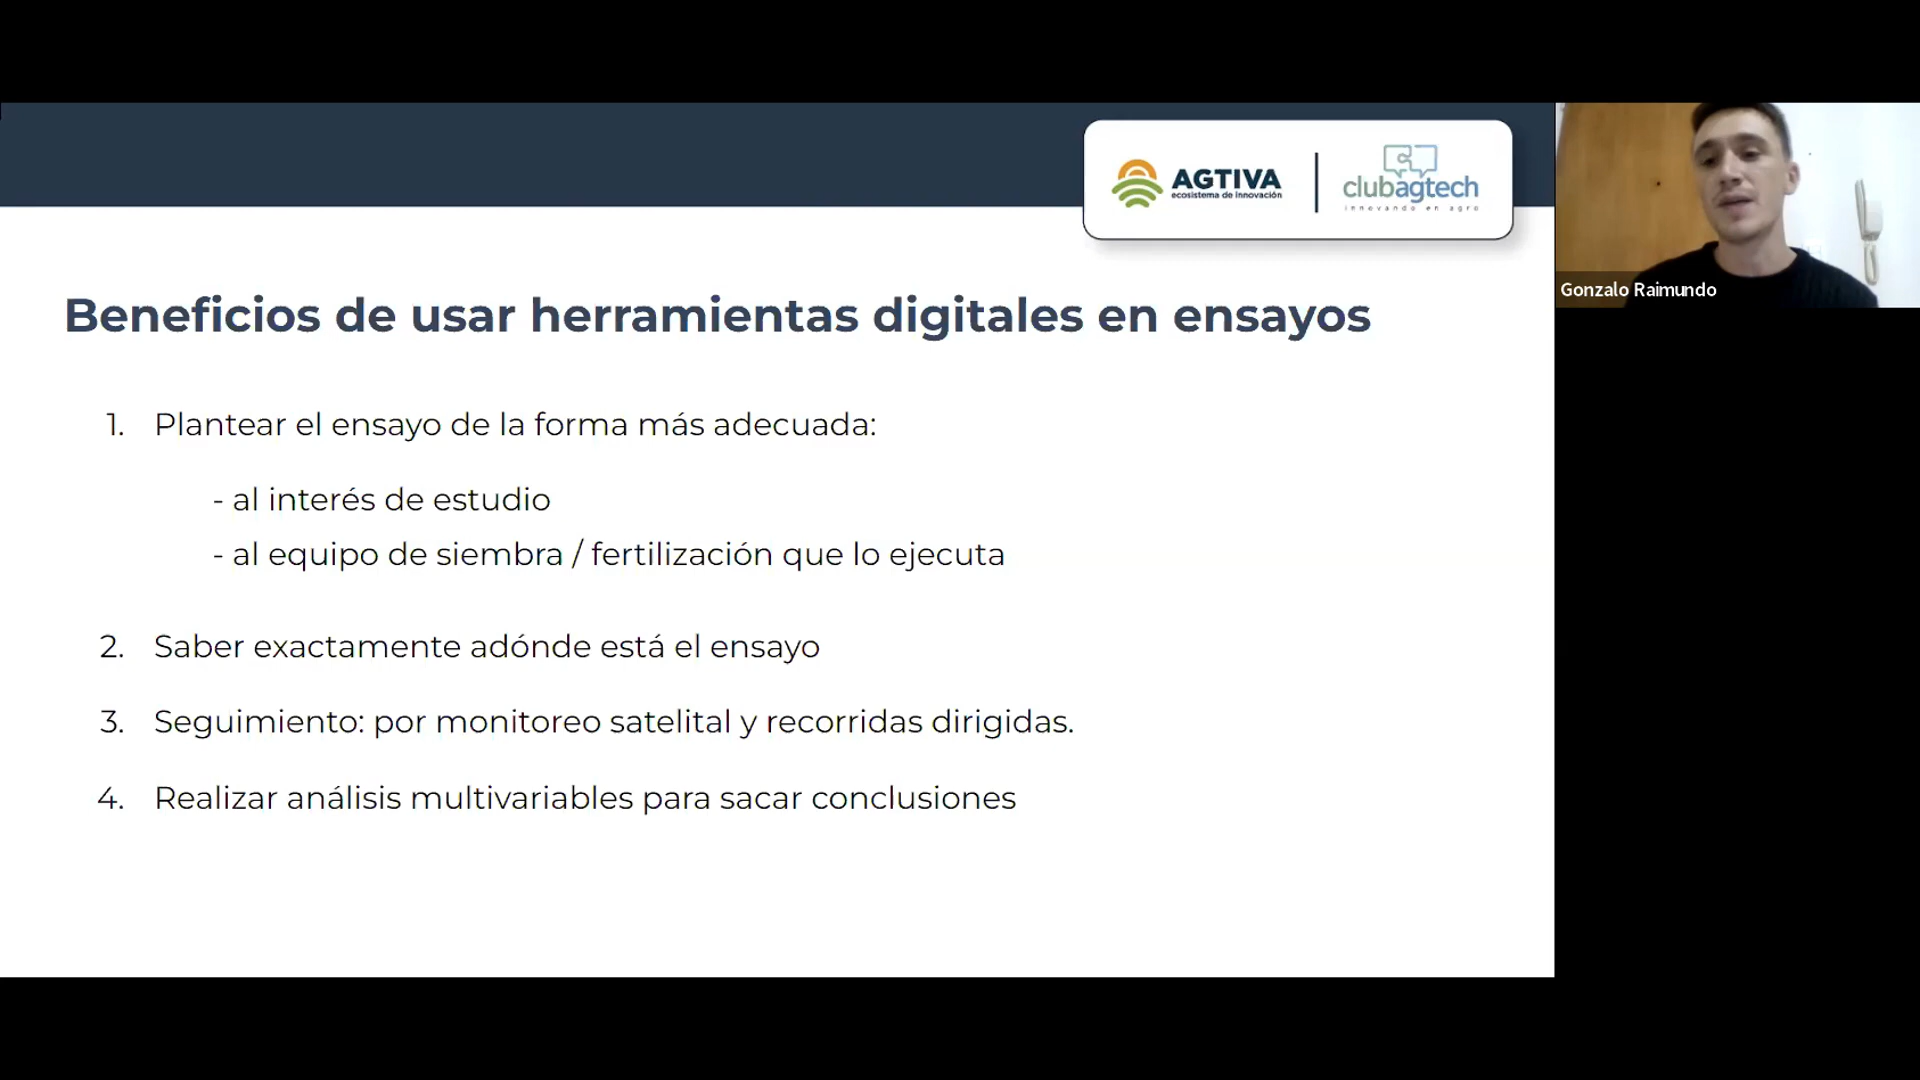 AGTIVA
ecosistema de innovación
clubagtech
innovando en agro
Gonzalo Raimundo
Beneficios de usar herramientas digitales en ensayos
1. Plantear el ensayo de la forma más adecuada:
- al interés de estudio
- al equipo de siembra / fertilización que lo ejecuta
2. Saber exactamente adónde está el ensayo
3. Seguimiento: por monitoreo satelital y recorridas dirigidas.
4. Realizar análisis multivariables para sacar conclusiones